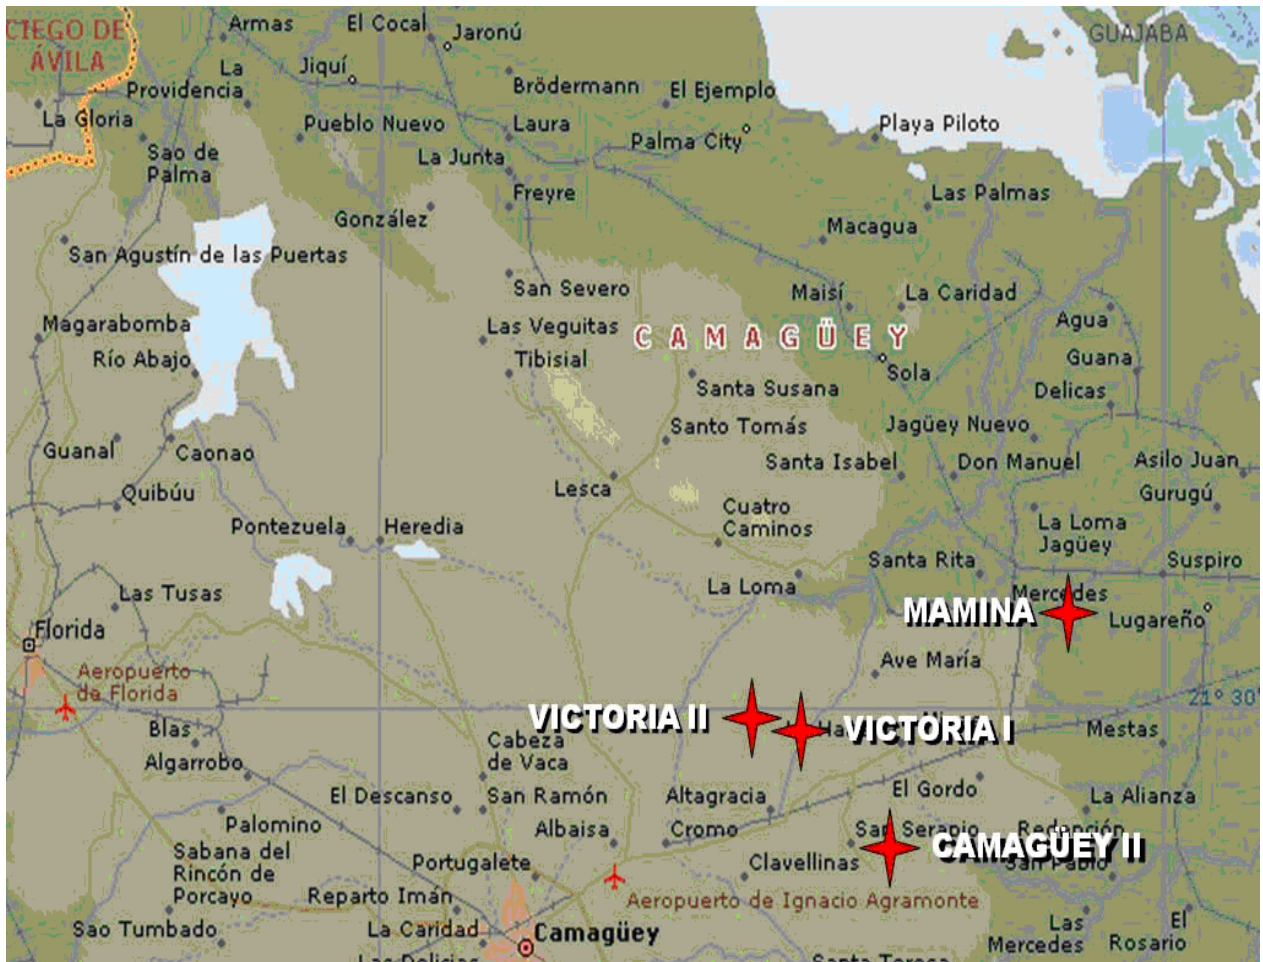 CIEGO DE
ÁVILA
Armas
El Cocal
Jaronú
GUAJABA
La
Providencia
Jiquí
Brödermann
El Ejemplo
La Gloria
Pueblo Nuevo
Laura
Palma City
Playa Piloto
Sao de
Palma
La Junta
Freyre
Las Palmas
González
Macagua
San Agustín de las Puertas
San Severo
Maisí
La Caridad
Magarabomba
Las Veguitas
CAMAGÜEY
Agua
Río Abajo
Tibisial
Sola
Guana
Santa Susana
Delicas
Guanal
Caonao
Santo Tomás
Jagüey Nuevo
Lesca
Santa Isabel
Don Manuel
Asilo Juan
Quibúu
Gurugú
Pontezuela
Heredia
Cuatro
Caminos
La Loma
Jagüey
Santa Rita
Suspiro
Las Tusas
La Loma
Mercedes
MAMINA
Lugareño
Florida
Ave María
Aeropuerto
de Florida
21° 30'
VICTORIA II
VICTORIA I
Blas
Cabeza
de Vaca
Mestas
Algarrobo
El Descanso
San Ramón
Altagracia
El Gordo
La Alianza
Palomino
Albaisa
Cromo
San Serapio
Redención
CAMAGÜEY II
Sabana del
Rincón de
Porcayo
Portugalete
Clavellinas
San Pablo
Reparto Imán
Aeropuerto de Ignacio Agramonte
Sao Tumbado
La Caridad
Camagüey
Las
Mercedes
El
Rosario
Las Delicias
Santa Teresa